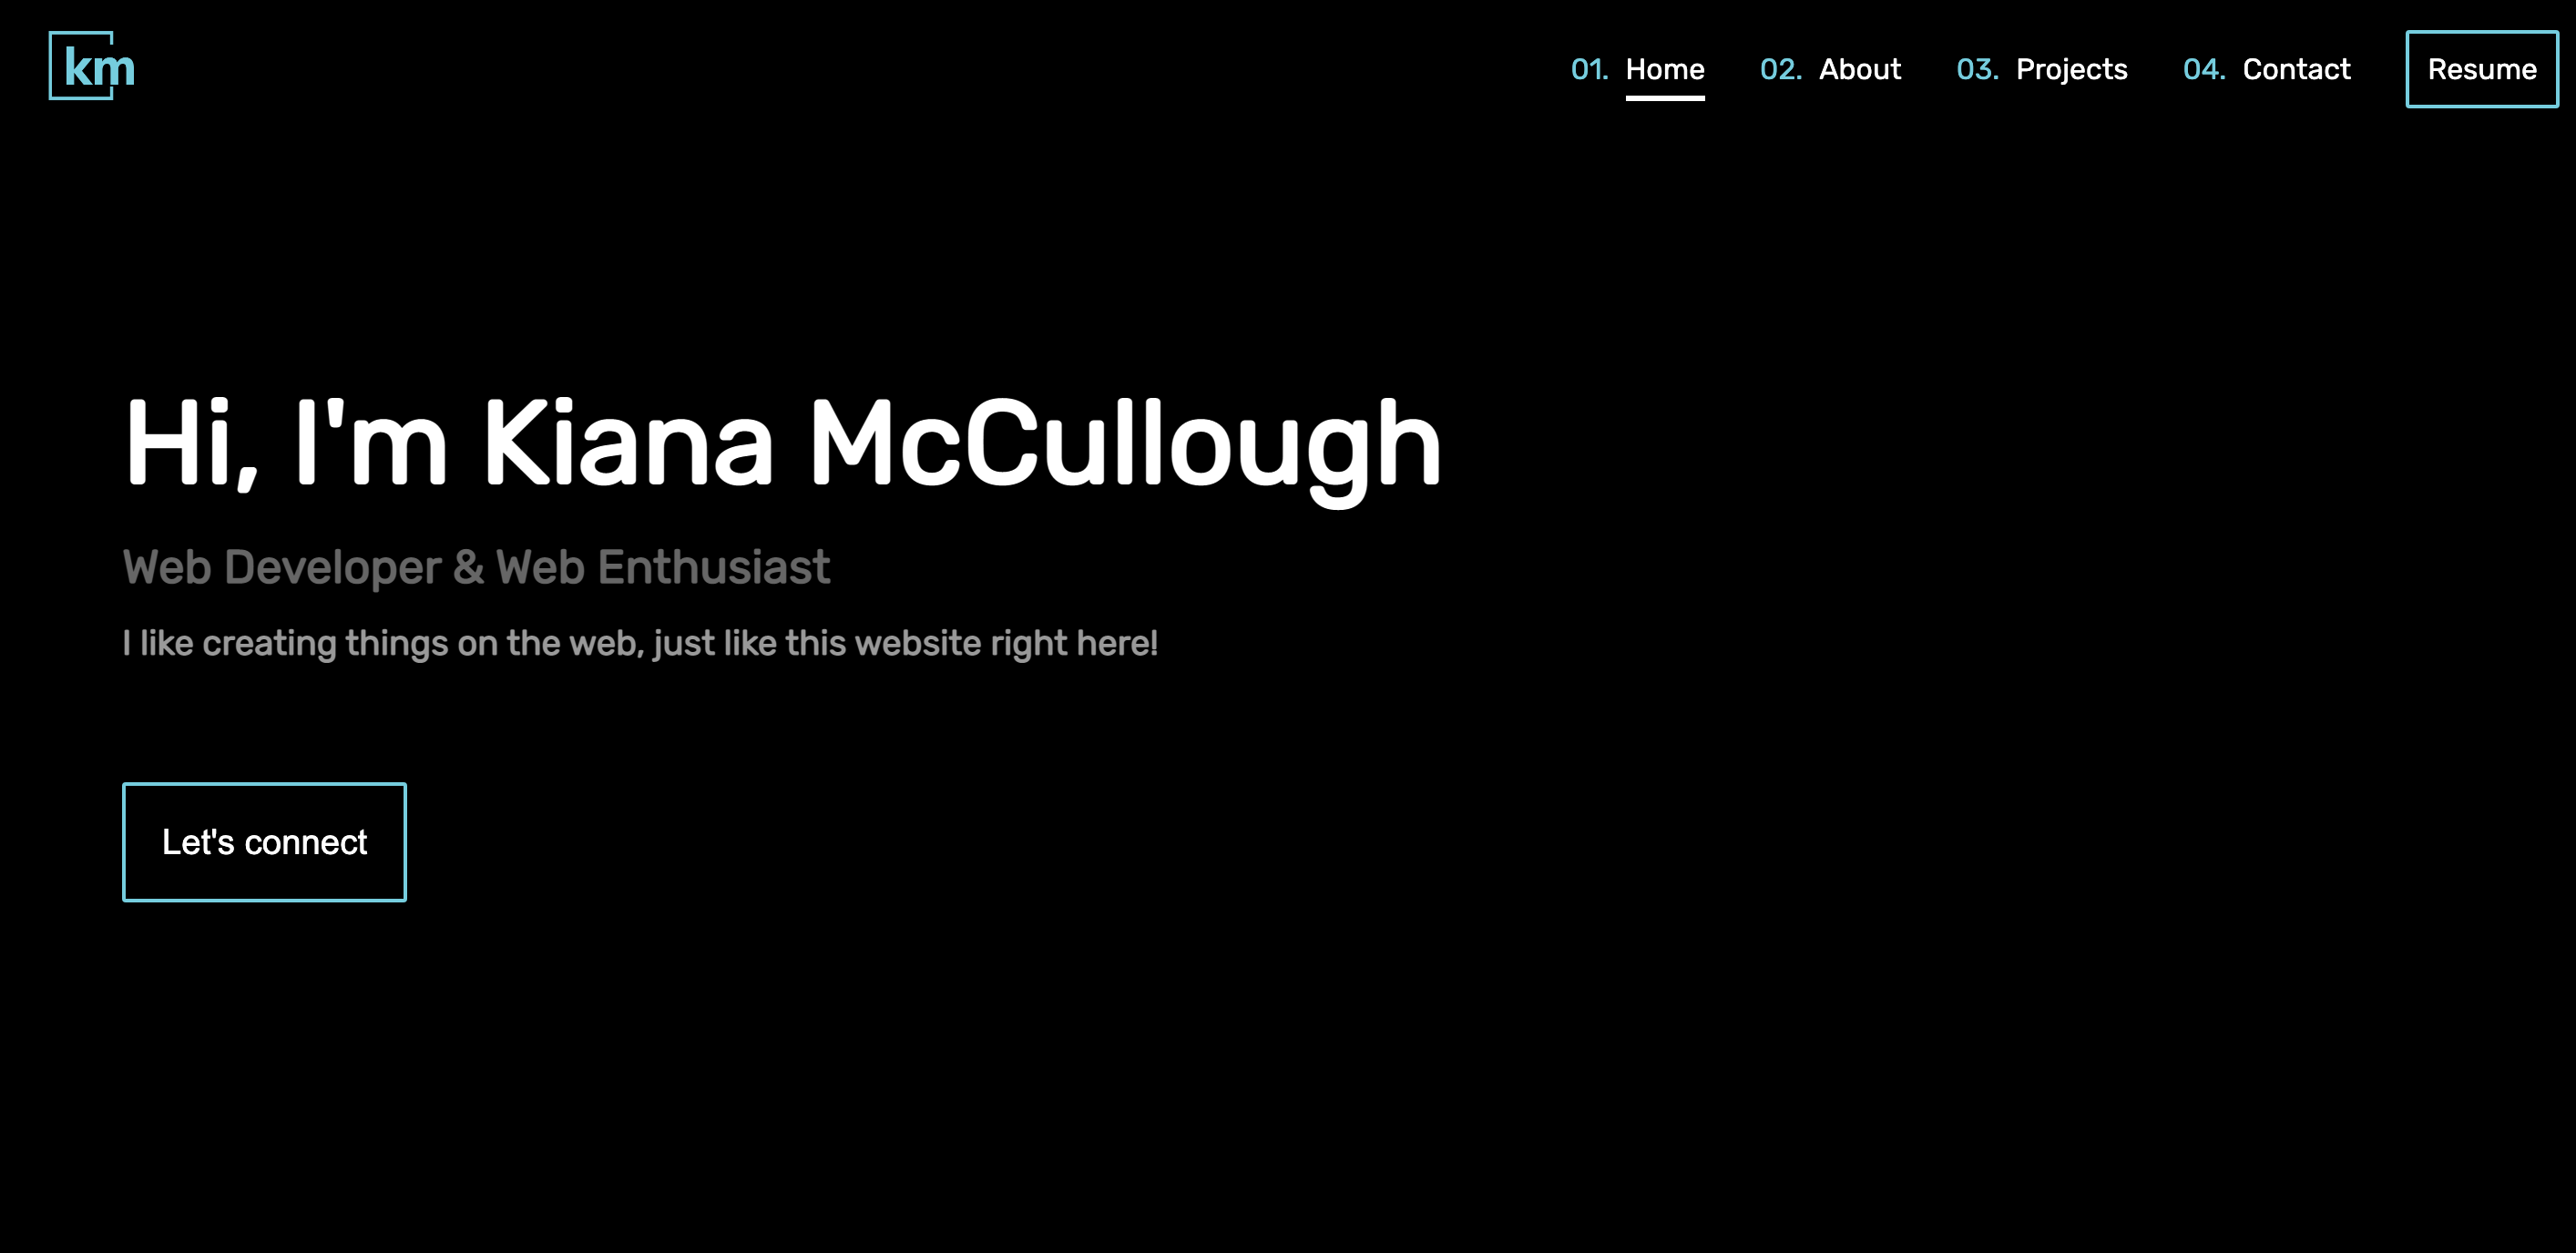 km
01. Home 02. About 03. Projects 04. Contact Resume
Hi, I'm Kiana McCullough
Web Developer & Web Enthusiast
I like creating things on the web, just like this website right here!
Let's connect